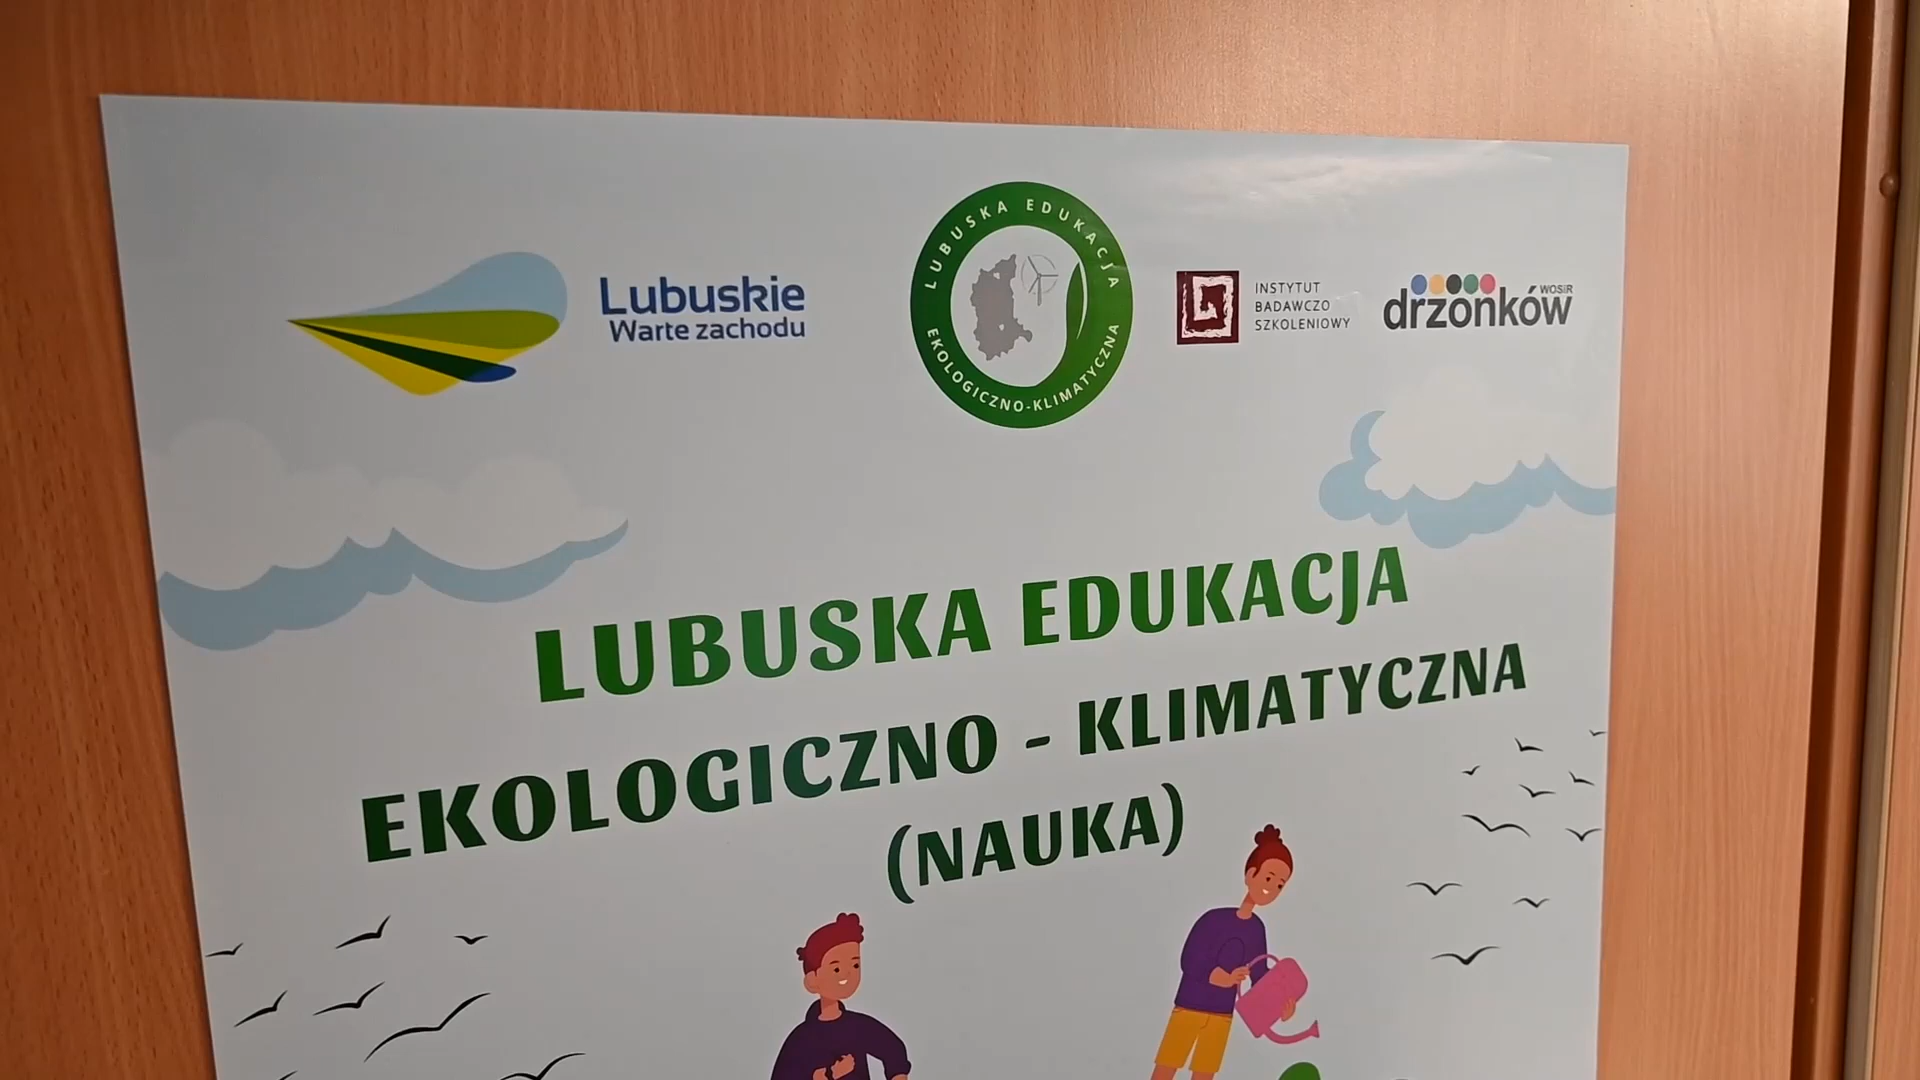 Lubuskie
Warte zachodu
LUBUSKA EDUKACJA
EKOLOGICZNO-KLIMATYCZNA
INSTYTUT
BADAWCZO
SZKOLENIOWY
WOSiR
drzonków
LUBUSKA EDUKACJA
EKOLOGICZNO - KLIMATYCZNA
(NAUKA)